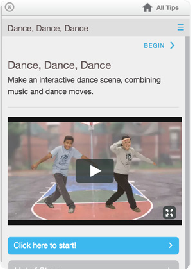 All Tips
Dance, Dance, Dance
BEGIN
Dance, Dance, Dance
Make an interactive dance scene, combining
music and dance moves.
Click here to start!